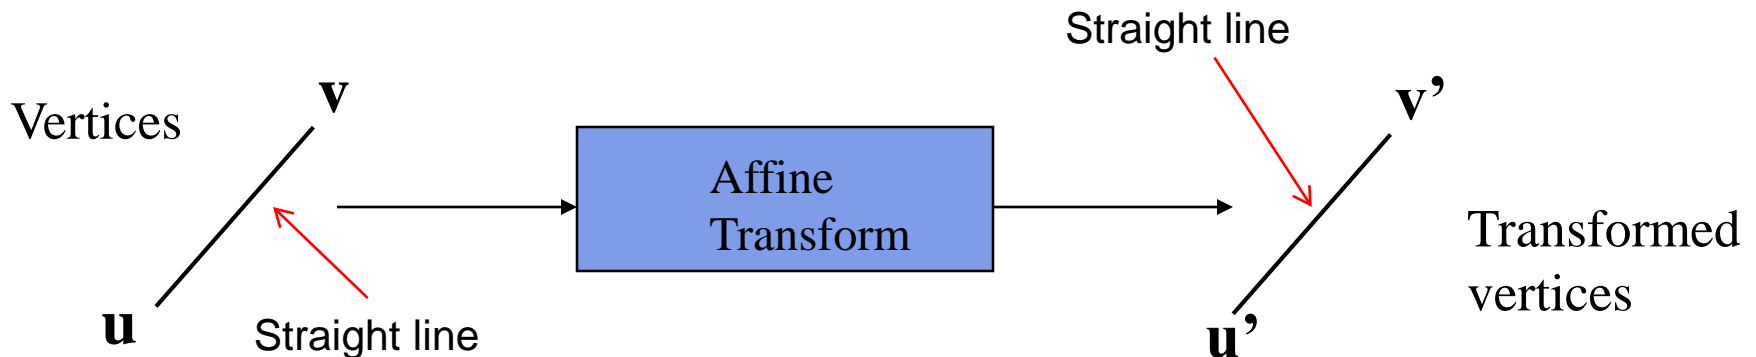 Vertices
v
u
Straight line
Affine
Transform
Straight line
v’
u’
Transformed
vertices